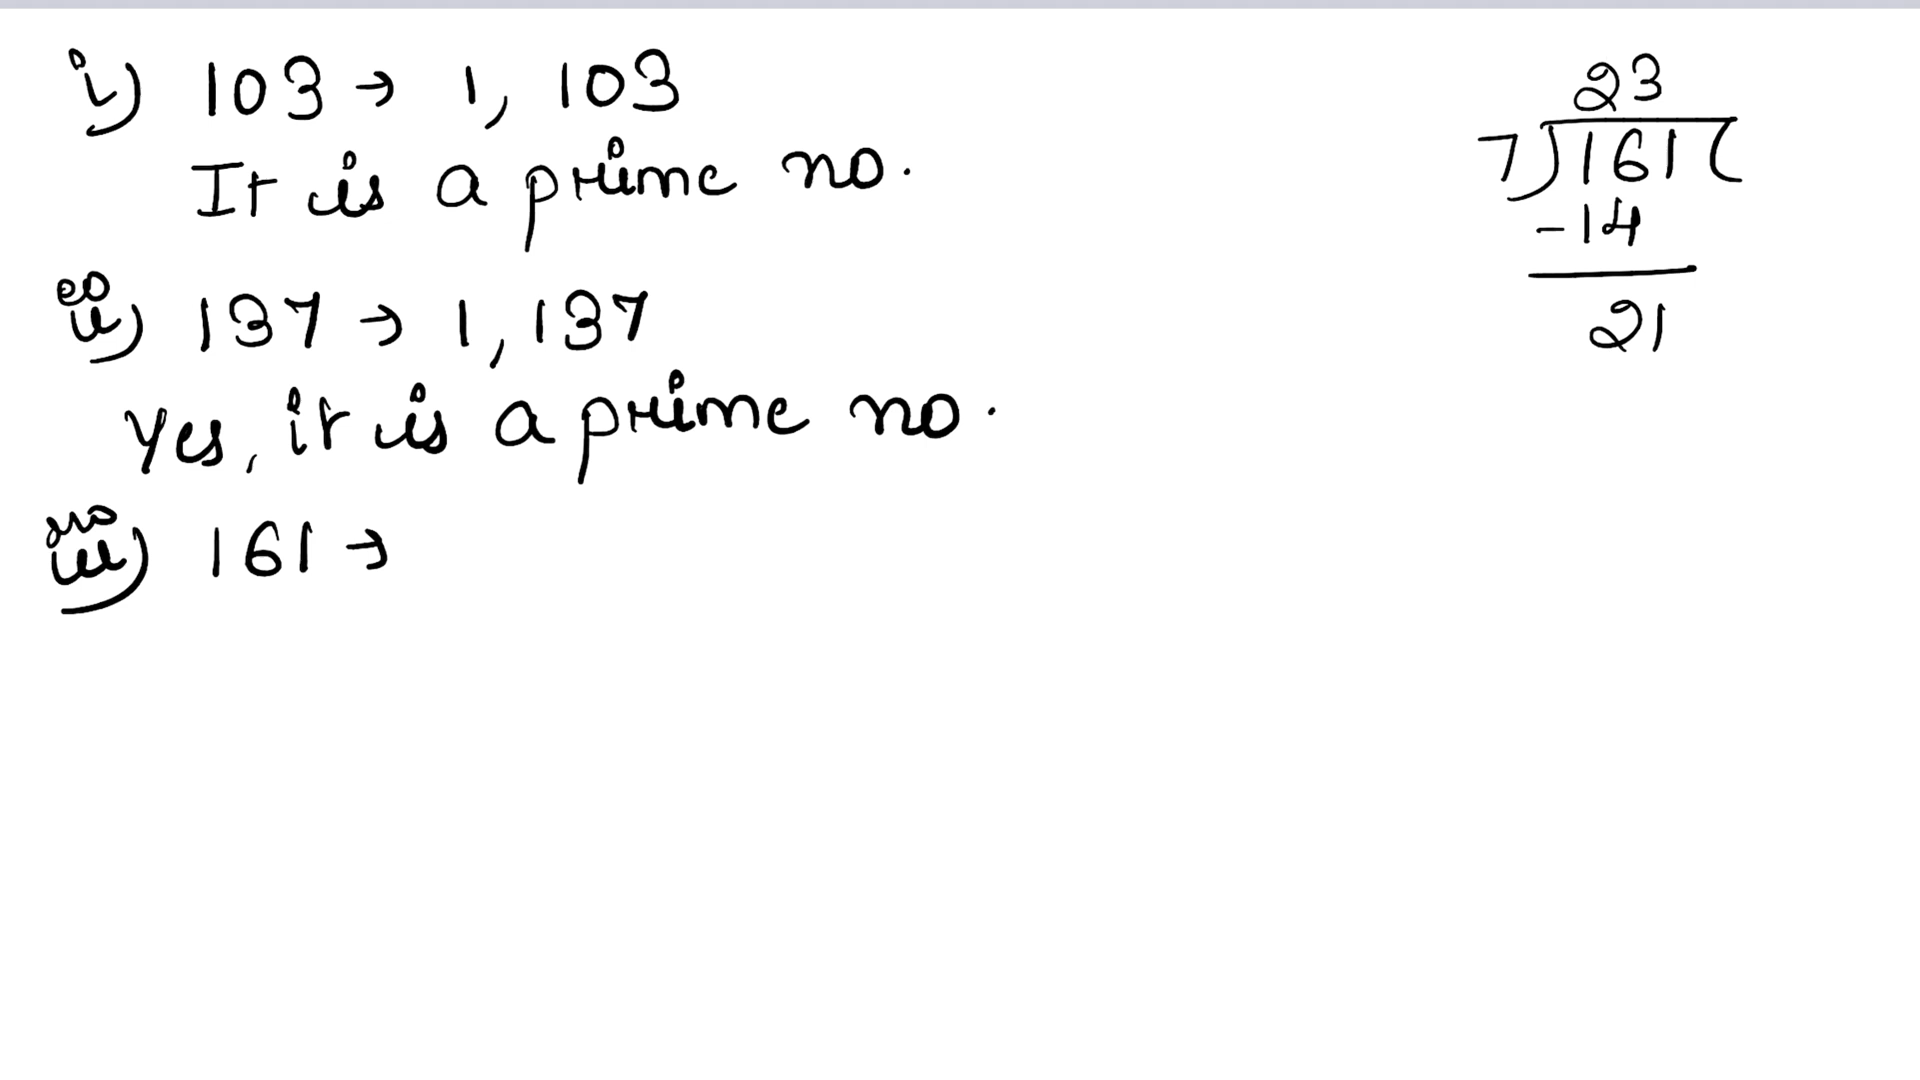 i) 103 → 1, 103
It is a prime no.
ii) 137 → 1, 137
Yes, it is a prime no.
iii) 161 →
23
7)161(
-14
21